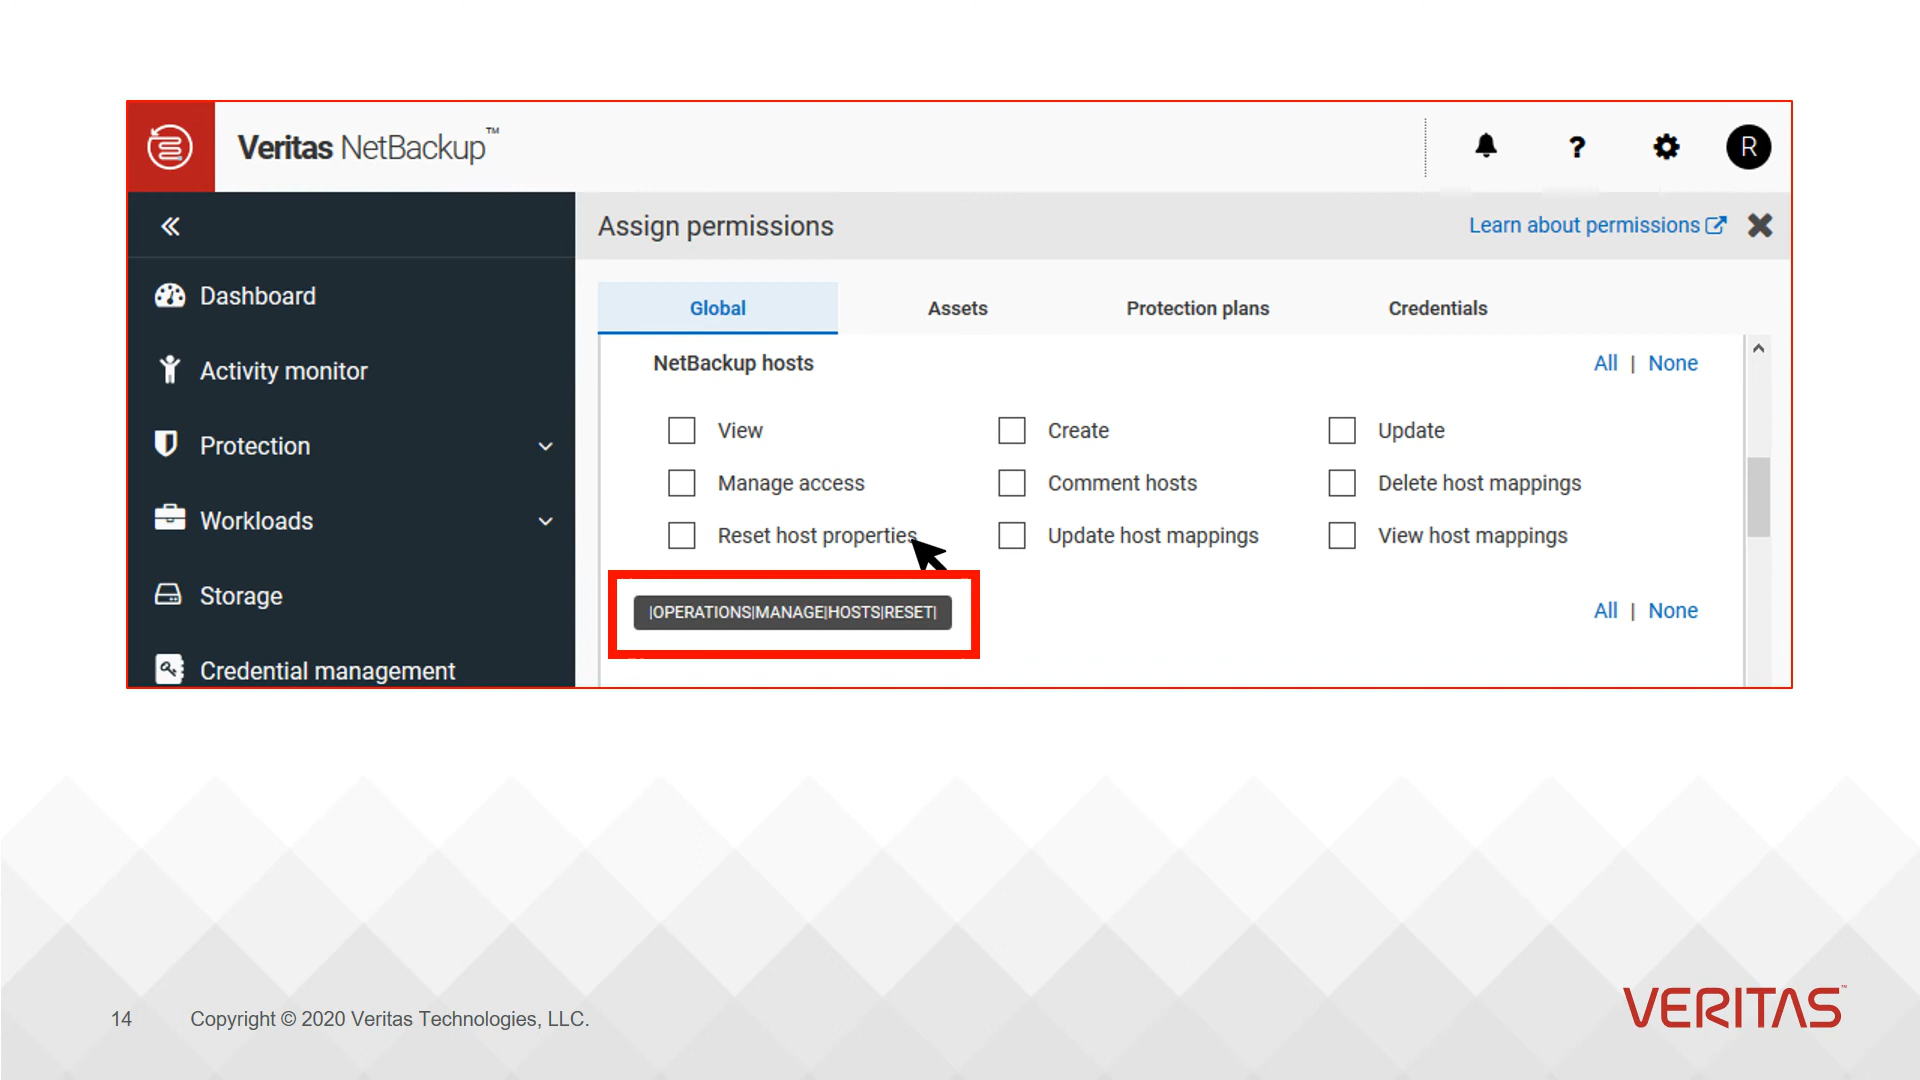 Veritas NetBackup™
R
Assign permissions
Learn about permissions
Dashboard
Activity monitor
Protection
Workloads
Storage
Credential management
Global
Assets
Protection plans
Credentials
NetBackup hosts
All | None
View
Create
Update
Manage access
Comment hosts
Delete host mappings
Reset host properties
Update host mappings
View host mappings
|OPERATIONS|MANAGE|HOSTS|RESET|
All | None
14
Copyright © 2020 Veritas Technologies, LLC.
VERITAS™